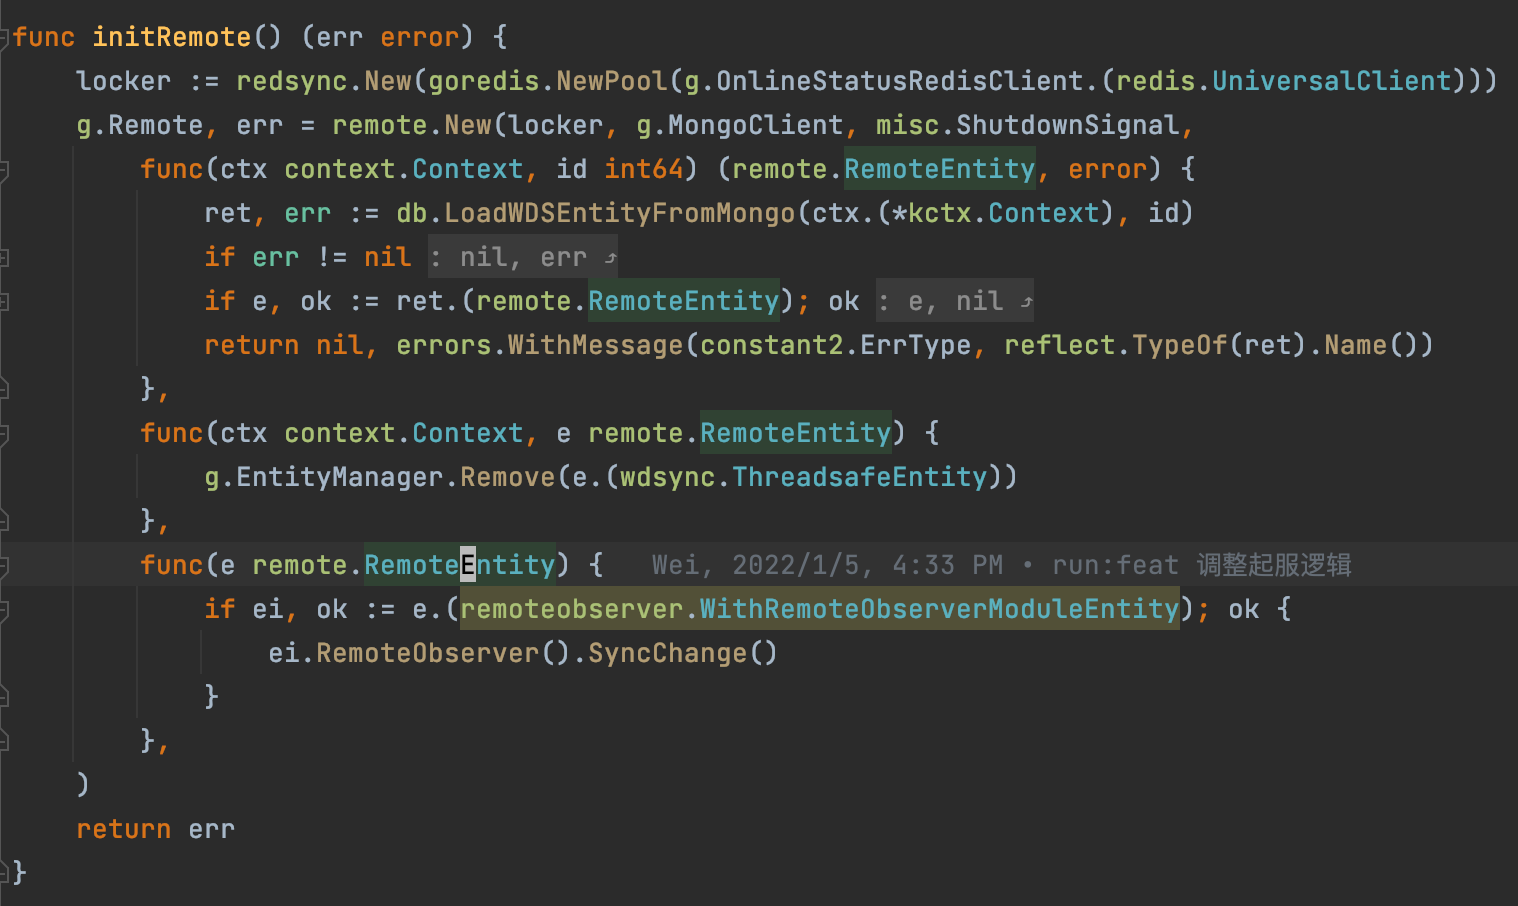 func initRemote() (err error) {
    locker := redsync.New(goredis.NewPool(g.OnlineStatusRedisClient.(redis.UniversalClient)))
    g.Remote, err = remote.New(locker, g.MongoClient, misc.ShutdownSignal,
        func(ctx context.Context, id int64) (remote.RemoteEntity, error) {
            ret, err := db.LoadWDSEntityFromMongo(ctx.(*kctx.Context), id)
            if err != nil : nil, err ⤴
            if e, ok := ret.(remote.RemoteEntity); ok : e, nil ⤴
            return nil, errors.WithMessage(constant2.ErrType, reflect.TypeOf(ret).Name())
        },
        func(ctx context.Context, e remote.RemoteEntity) {
            g.EntityManager.Remove(e.(wdsync.ThreadsafeEntity))
        },
        func(e remote.RemoteEntity) {   Wei, 2022/1/5, 4:33 PM • run:feat 调整起服逻辑
            if ei, ok := e.(remoteobserver.WithRemoteObserverModuleEntity); ok {
                ei.RemoteObserver().SyncChange()
            }
        },
    )
    return err
}